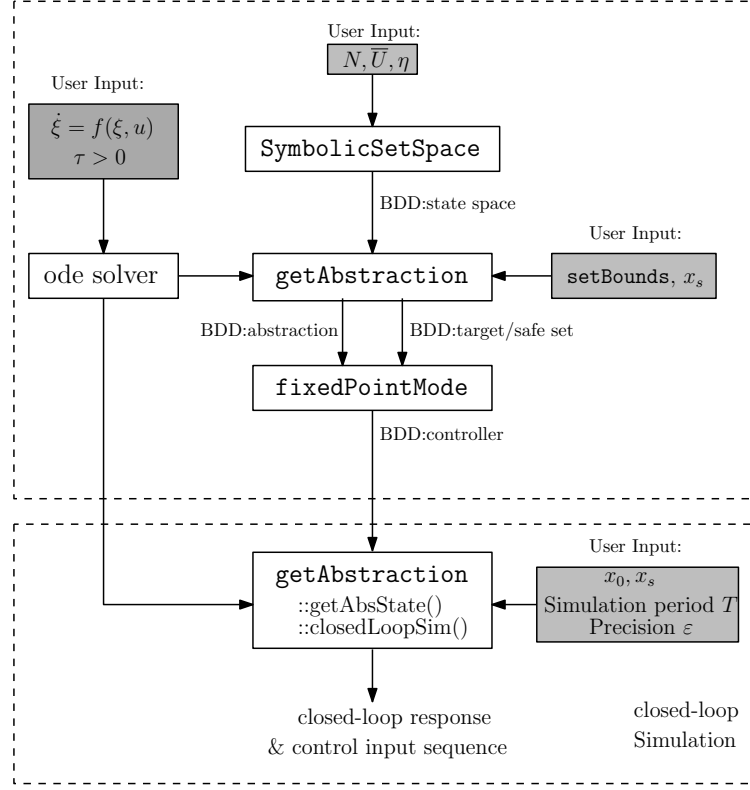 User Input:
N, U̅, η
User Input:
ξ̇ = f(ξ, u)
τ > 0
SymbolicSetSpace
BDD:state space
User Input:
ode solver
getAbstraction
setBounds, x_s
BDD:abstraction
BDD:target/safe set
fixedPointMode
BDD:controller
User Input:
getAbstraction
::getAbsState()
::closedLoopSim()
x_0, x_s
Simulation period T
Precision ε
closed-loop response
& control input sequence
closed-loop
Simulation